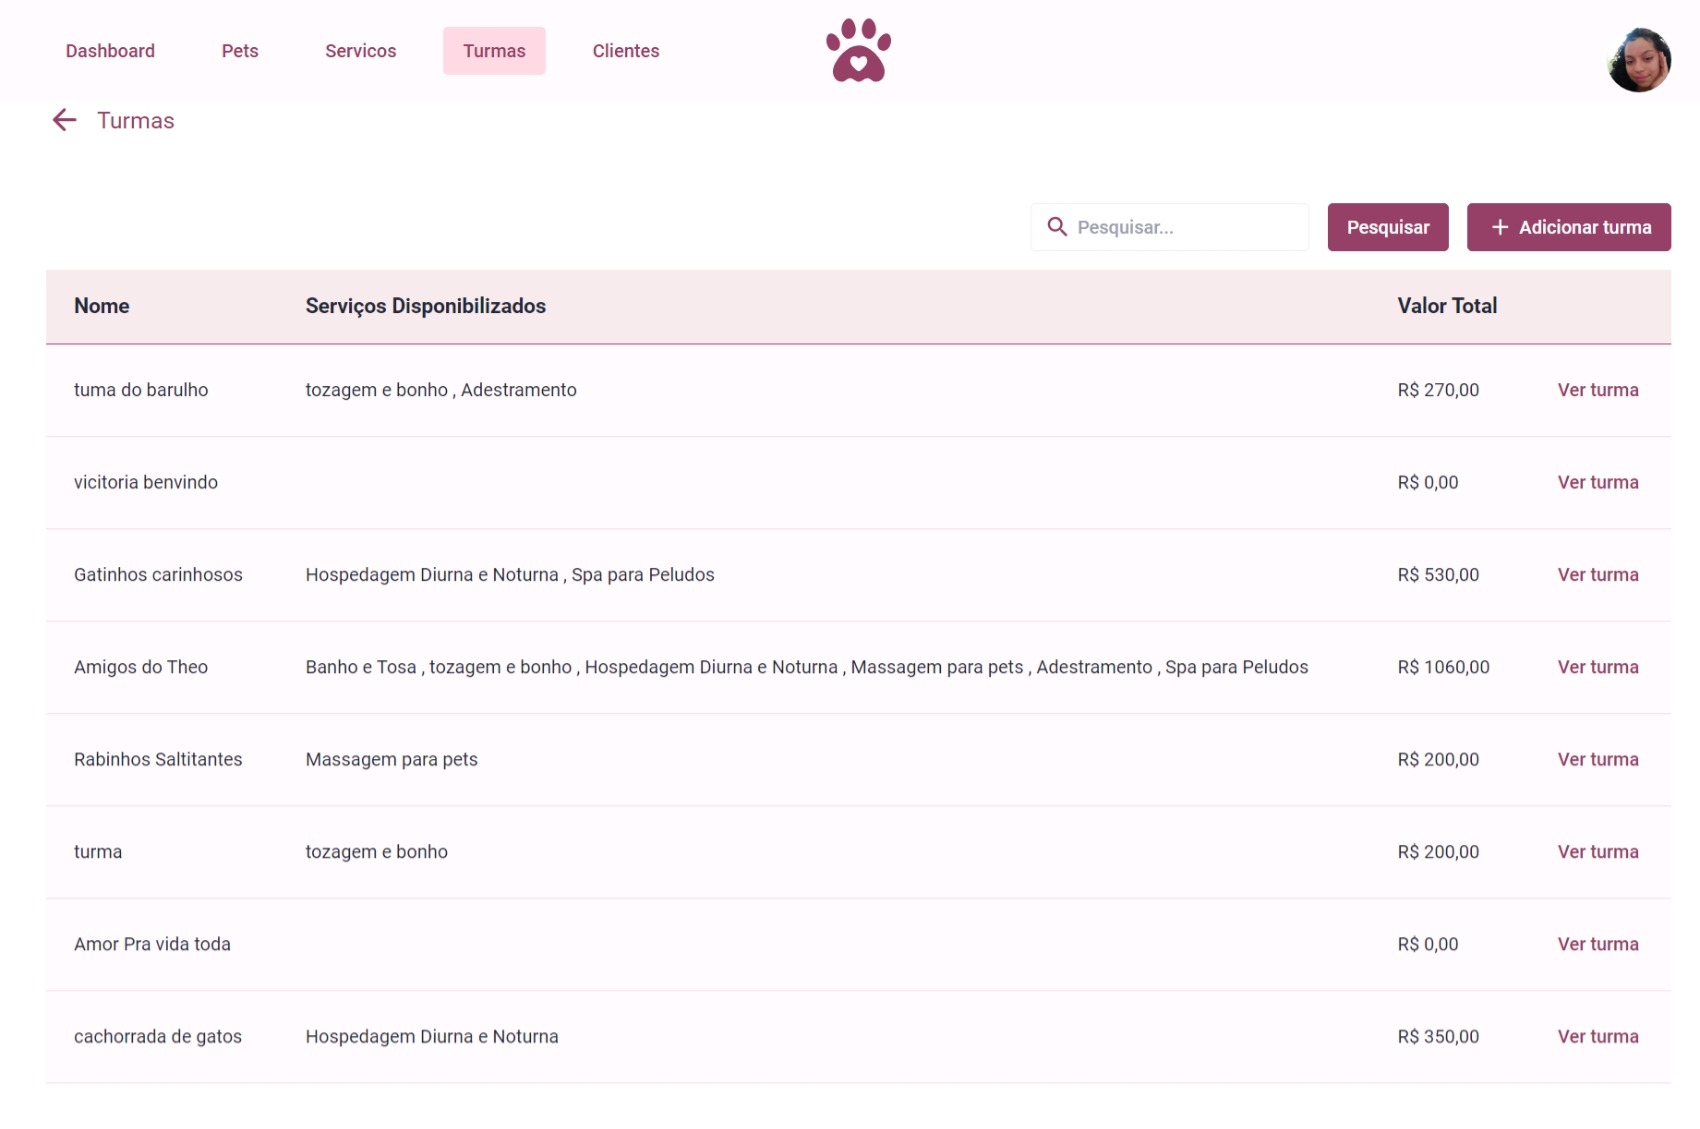 Dashboard Pets Servicos Turmas Clientes
Turmas
Pesquisar... Pesquisar + Adicionar turma
Nome Serviços Disponibilizados Valor Total
tuma do barulho tozagem e bonho , Adestramento R$ 270,00 Ver turma
vicitoria benvindo R$ 0,00 Ver turma
Gatinhos carinhosos Hospedagem Diurna e Noturna , Spa para Peludos R$ 530,00 Ver turma
Amigos do Theo Banho e Tosa , tozagem e bonho , Hospedagem Diurna e Noturna , Massagem para pets , Adestramento , Spa para Peludos R$ 1060,00 Ver turma
Rabinhos Saltitantes Massagem para pets R$ 200,00 Ver turma
turma tozagem e bonho R$ 200,00 Ver turma
Amor Pra vida toda R$ 0,00 Ver turma
cachorrada de gatos Hospedagem Diurna e Noturna R$ 350,00 Ver turma